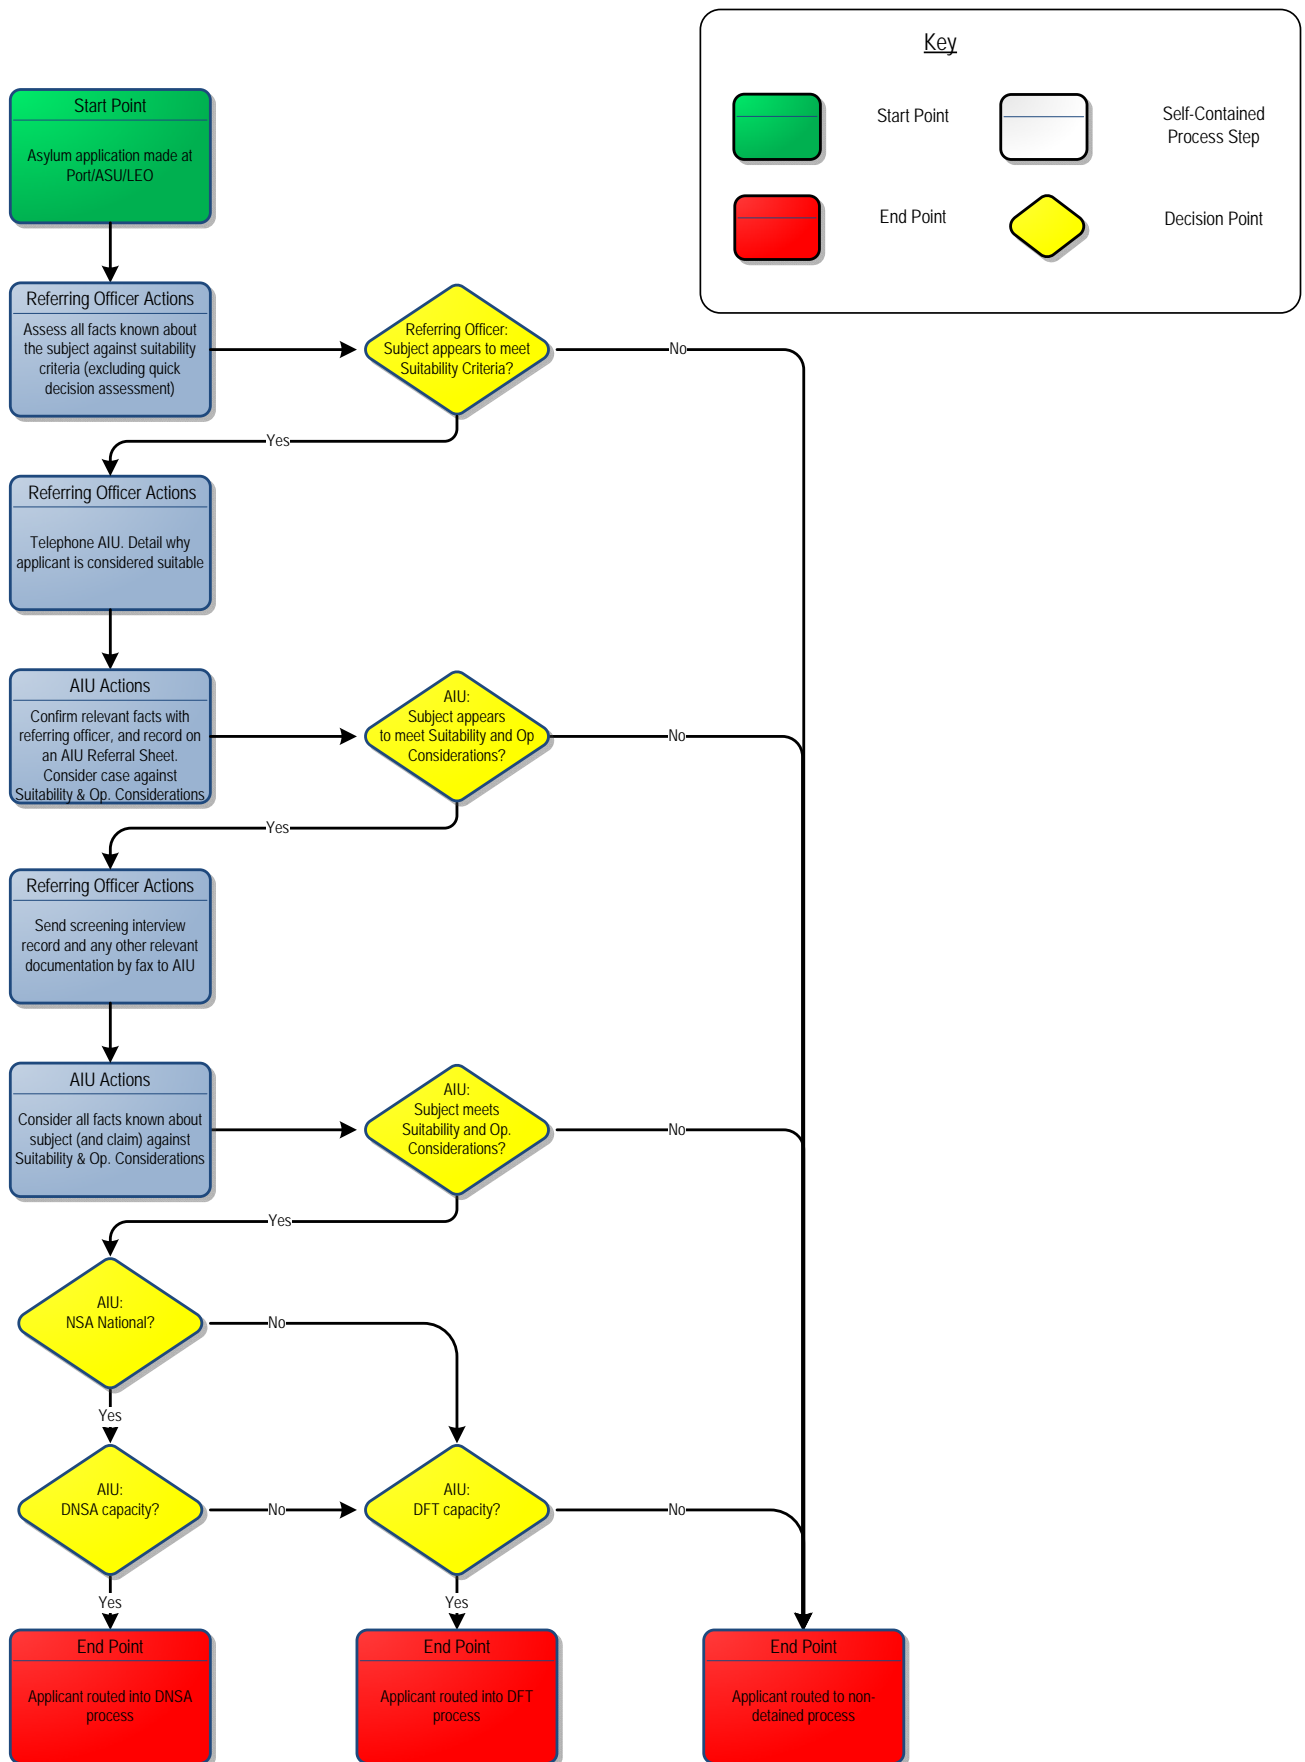 Key
Start Point
Self-Contained
Process Step
End Point
Decision Point
Start Point
Asylum application made at
Port/ASU/LEO
Referring Officer Actions
Assess all facts known about
the subject against suitability
criteria (excluding quick
decision assessment)
Referring Officer:
Subject appears to meet
Suitability Criteria?
No
Yes
Referring Officer Actions
Telephone AIU. Detail why
applicant is considered suitable
AIU Actions
Confirm relevant facts with
referring officer, and record on
an AIU Referral Sheet.
Consider case against
Suitability & Op. Considerations
AIU:
Subject appears
to meet Suitability and Op
Considerations?
No
Yes
Referring Officer Actions
Send screening interview
record and any other relevant
documentation by fax to AIU
AIU Actions
Consider all facts known about
subject (and claim) against
Suitability & Op. Considerations
AIU:
Subject meets
Suitability and Op.
Considerations?
No
Yes
AIU:
NSA National?
No
Yes
AIU:
DNSA capacity?
No
AIU:
DFT capacity?
No
Yes
Yes
End Point
Applicant routed into DNSA
process
End Point
Applicant routed into DFT
process
End Point
Applicant routed to non-
detained process